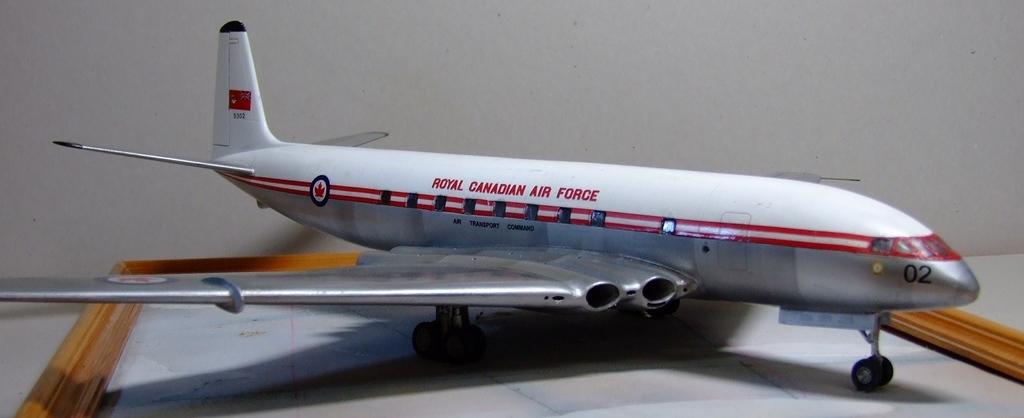 5302
ROYAL CANADIAN AIR FORCE
AIR TRANSPORT COMMAND
02